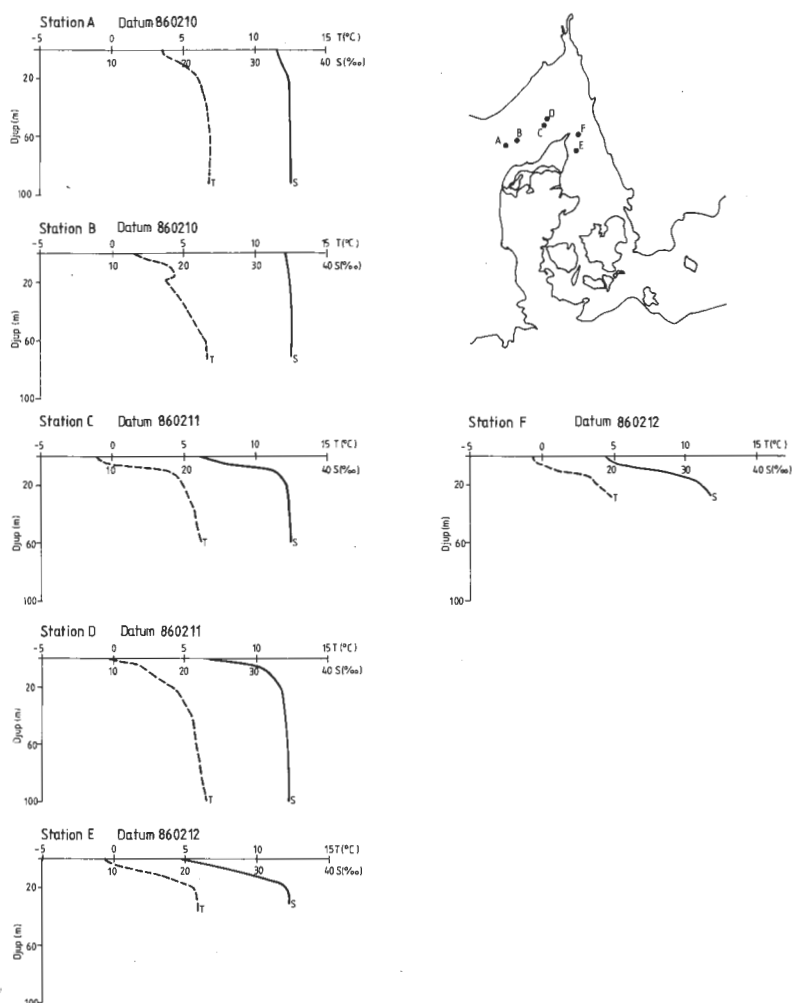 Station A Datum 860210
-5 0 5 10 15 T(°C)
10 20 30 40 S(‰)
20
60
100
Djup (m)
T
S
Station B Datum 860210
-5 0 5 10 15 T(°C)
10 20 30 40 S(‰)
20
60
100
Djup (m)
T
S
Station C Datum 860211
-5 0 5 10 15 T(°C)
10 20 30 40 S(‰)
20
60
100
Djup (m)
T
S
Station D Datum 860211
-5 0 5 10 15 T(°C)
10 20 30 40 S(‰)
20
60
100
Djup (m)
T
S
Station E Datum 860212
-5 0 5 10 15 T(°C)
10 20 30 40 S(‰)
20
60
100
Djup (m)
T
S
D
C
F
B
A
E
Station F Datum 860212
-5 0 5 10 15 T(°C)
10 20 30 40 S(‰)
20
60
100
Djup (m)
T
S